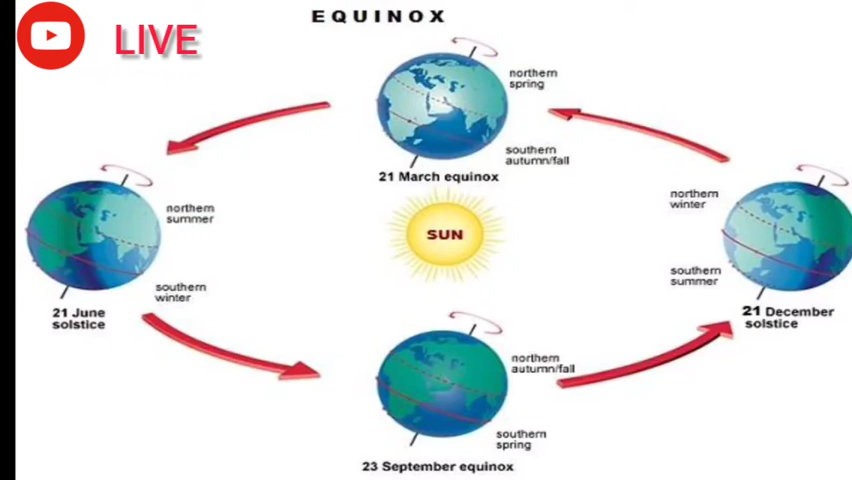 EQUINOX
LIVE
northern
spring
southern
autumn/fall
21 March equinox
northern
summer
southern
winter
21 June
solstice
SUN
northern
winter
southern
summer
21 December
solstice
northern
autumn/fall
southern
spring
23 September equinox